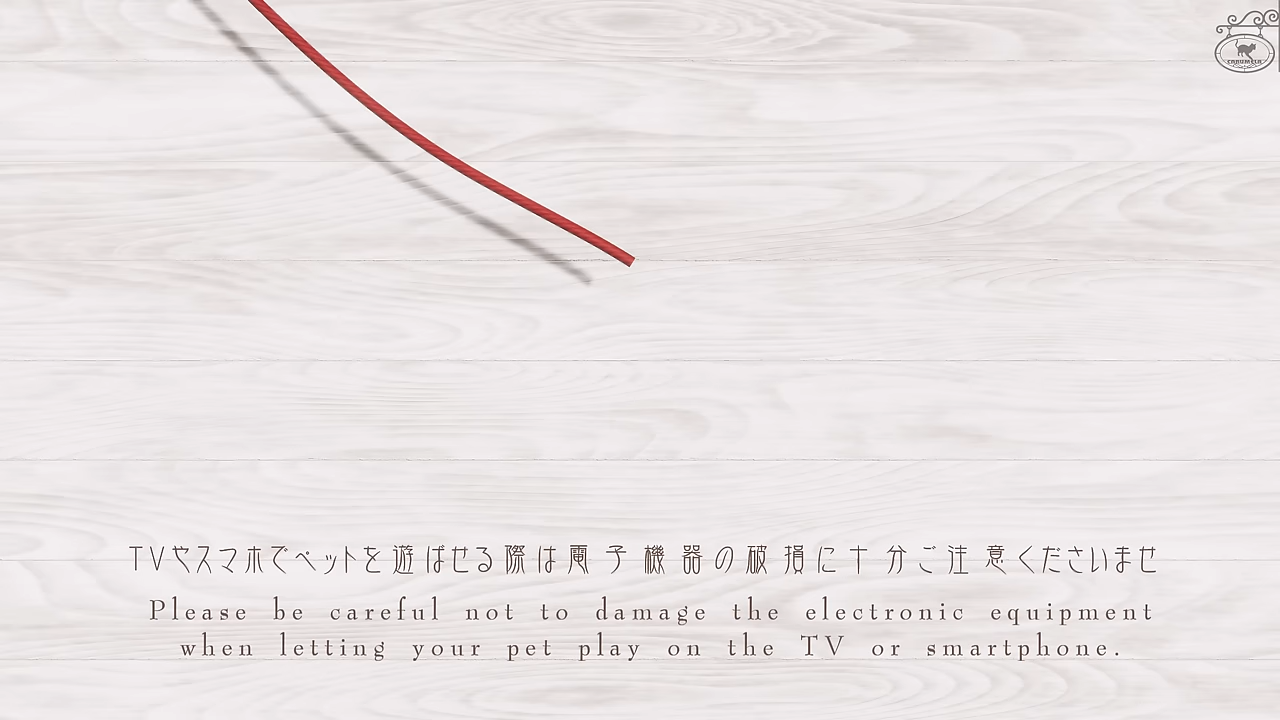 CARUMELA
TVやスマホでペットを遊ばせる際は電子機器の破損に十分ご注意くださいませ
Please be careful not to damage the electronic equipment
when letting your pet play on the TV or smartphone.